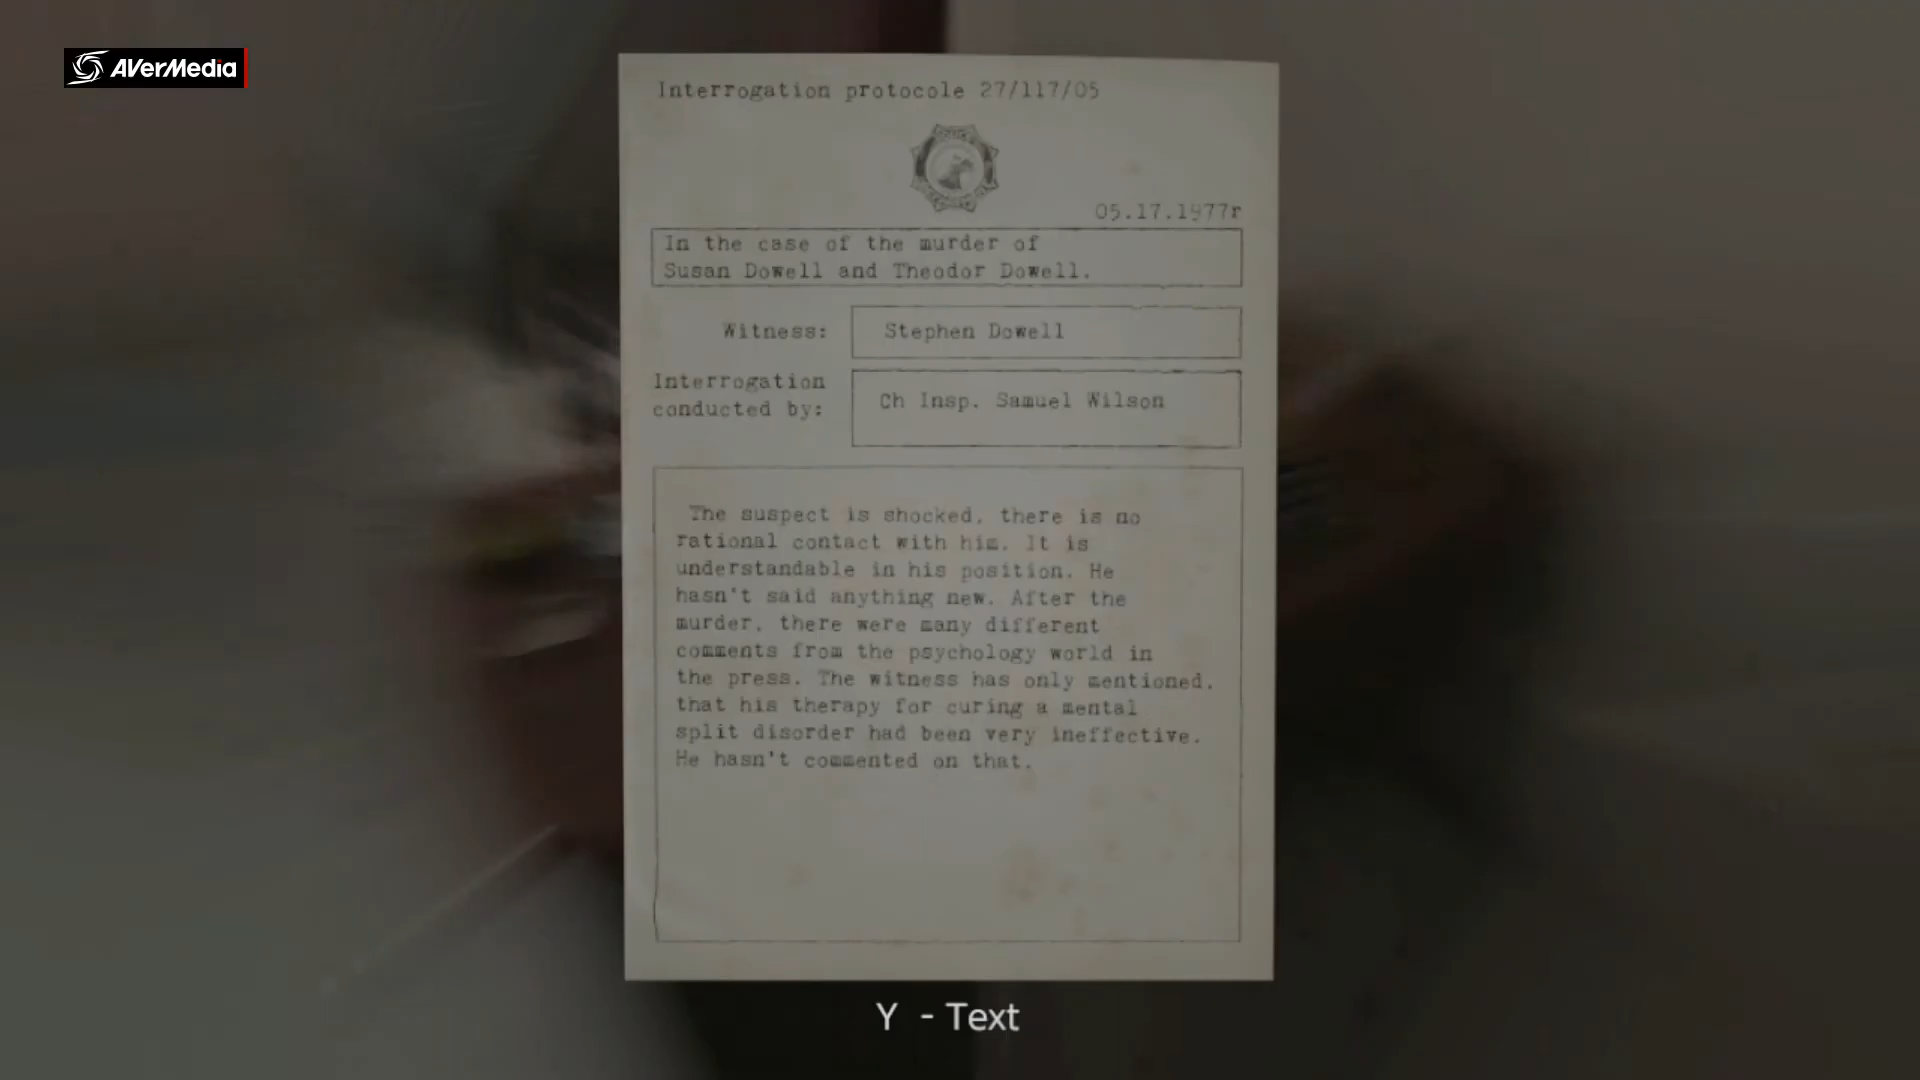 AVerMedia
Interrogation protocole 27/117/05
05.17.1977r
In the case of the murder of
Susan Dowell and Theodor Dowell.
Witness: Stephen Dowell
Interrogation
conducted by: Ch Insp. Samuel Wilson
The suspect is shocked, there is no
rational contact with him. It is
understandable in his position. He
hasn't said anything new. After the
murder, there were many different
comments from the psychology world in
the press. The witness has only mentioned,
that his therapy for curing a mental
split disorder had been very ineffective.
He hasn't commented on that.
Y - Text